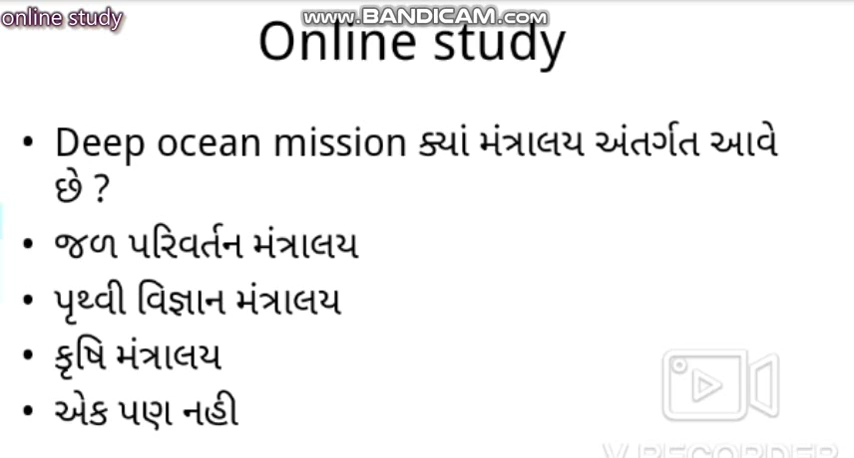 online study
www.BANDICAM.com
Online study
• Deep ocean mission ક્યાં મંત્રાલય અંતર્ગત આવે
છે ?
• જળ પરિવર્તન મંત્રાલય
• પૃથ્વી વિજ્ઞાન મંત્રાલય
• કૃષિ મંત્રાલય
• એક પણ નહી
V RECORDER